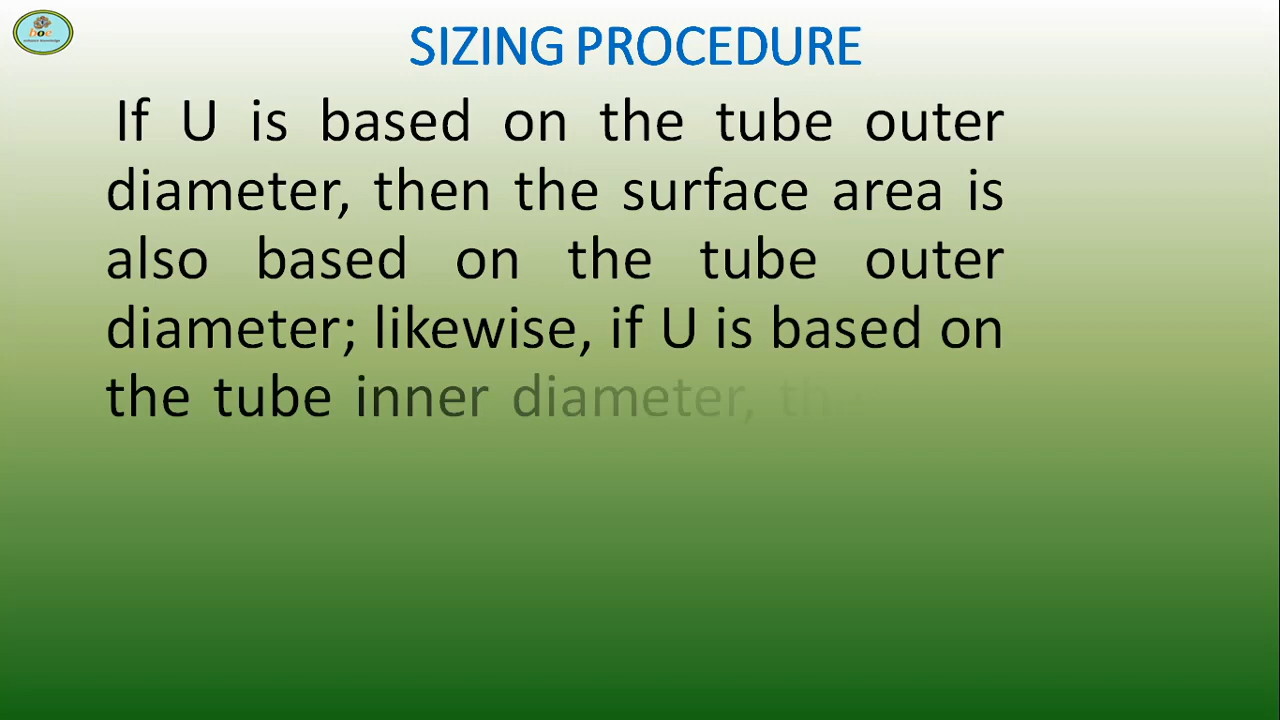 boe
SIZING PROCEDURE
If U is based on the tube outer
diameter, then the surface area is
also based on the tube outer
diameter; likewise, if U is based on
the tube inner diameter,